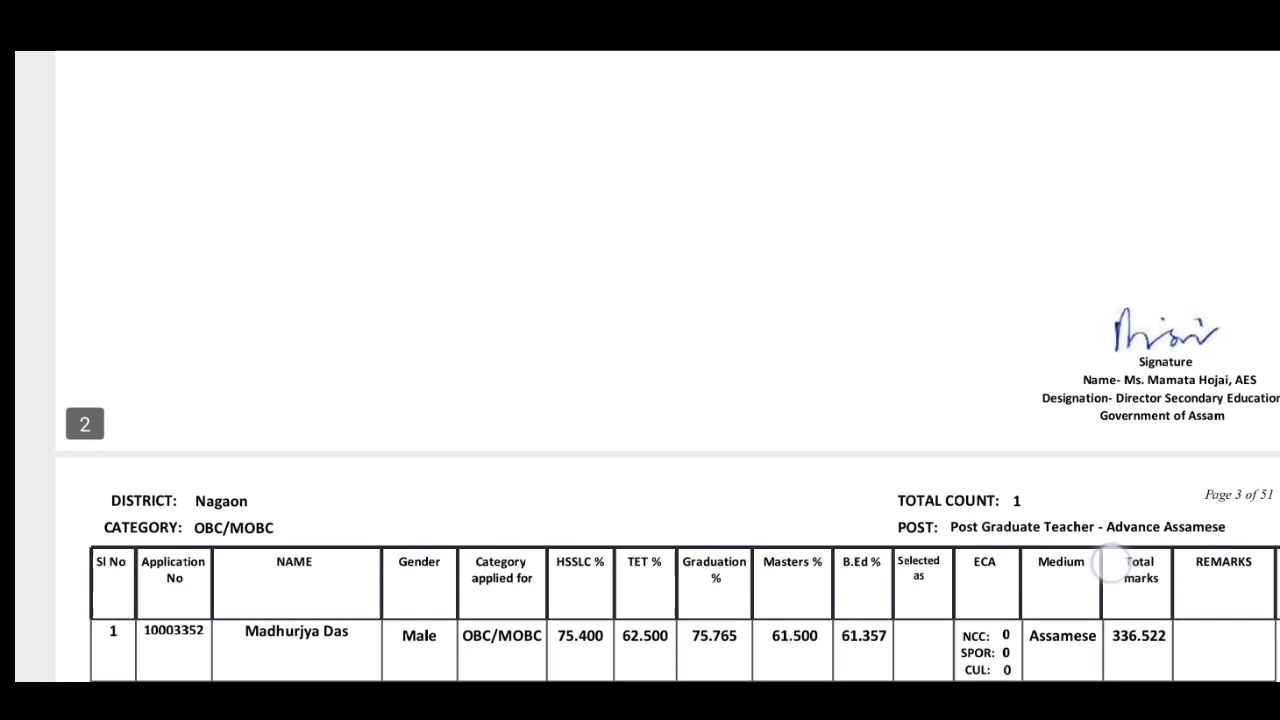 Signature
Name- Ms. Mamata Hojai, AES
Designation- Director Secondary Education
Government of Assam
2
Page 3 of 51
DISTRICT: Nagaon TOTAL COUNT: 1
CATEGORY: OBC/MOBC POST: Post Graduate Teacher - Advance Assamese
Sl No Application No NAME Gender Category applied for HSSLC % TET % Graduation % Masters % B.Ed % Selected as ECA Medium Total marks REMARKS
1 10003352 Madhurjya Das Male OBC/MOBC 75.400 62.500 75.765 61.500 61.357 NCC: 0 Assamese 336.522
SPOR: 0
CUL: 0